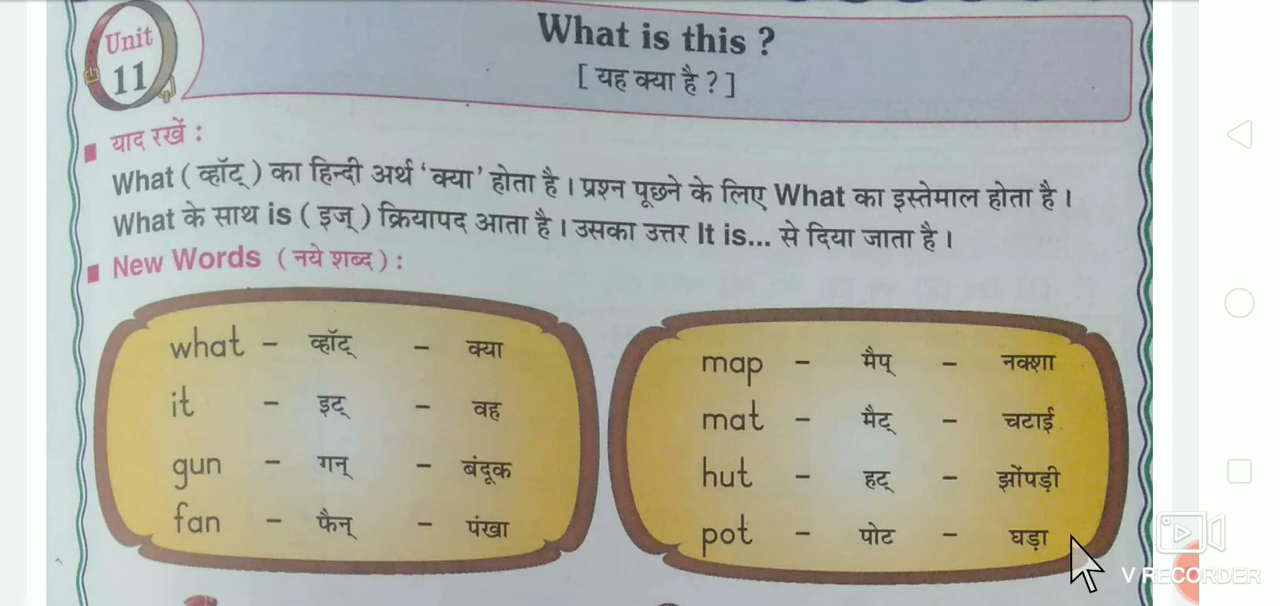 Unit
11
What is this ?
[ यह क्या है ? ]
याद रखें :
What ( व्हॉट् ) का हिन्दी अर्थ ‘क्या’ होता है । प्रश्न पूछने के लिए What का इस्तेमाल होता है ।
What के साथ is ( इज् ) क्रियापद आता है । उसका उत्तर It is... से दिया जाता है ।
New Words ( नये शब्द ) :
what - व्हॉट् - क्या
it - इट् - वह
gun - गन् - बंदूक
fan - फैन् - पंखा
map - मैप् - नक्शा
mat - मैट् - चटाई
hut - हट् - झोंपड़ी
pot - पोट - घड़ा
V RECORDER